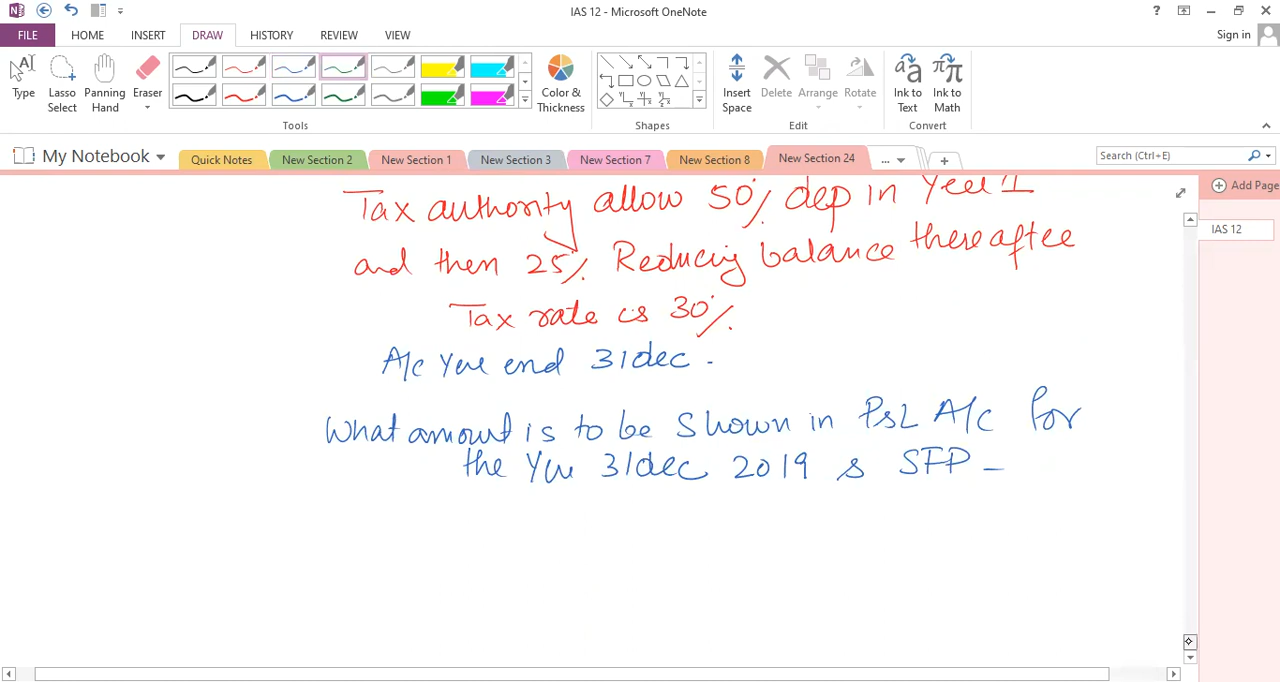 IAS 12 - Microsoft OneNote
FILE HOME INSERT DRAW HISTORY REVIEW VIEW
Sign in
Type
Lasso Select
Panning Hand
Eraser
Color & Thickness
Insert Space
Delete
Arrange
Rotate
Ink to Text
Ink to Math
Tools
Shapes
Edit
Convert
My Notebook
Quick Notes
New Section 2
New Section 1
New Section 3
New Section 7
New Section 8
New Section 24
...
Search (Ctrl+E)
Add Page
IAS 12
Tax authority allow 50% dep in Year 1
and then 25% Reducing balance thereafter
Tax rate is 30%.
A/c Year end 31 dec.
What amount is to be Shown in P&L A/c for
the Year 31 dec 2019 & SFP -